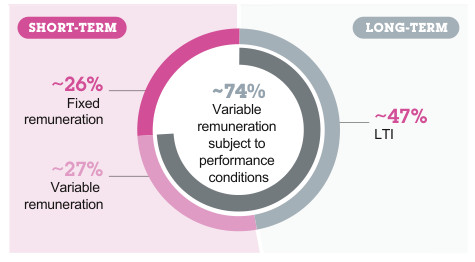 SHORT-TERM
LONG-TERM
~26%
Fixed
remuneration
~27%
Variable
remuneration
~74%
Variable
remuneration
subject to
performance
conditions
~47%
LTI